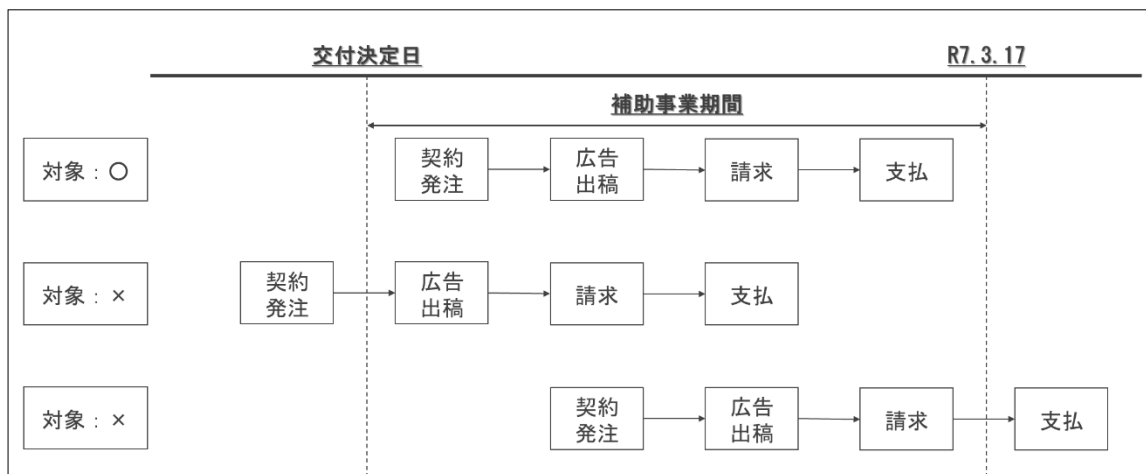 交付決定日
R7.3.17
補助事業期間
対象：〇
契約
発注
広告
出稿
請求
支払
対象：×
契約
発注
広告
出稿
請求
支払
対象：×
契約
発注
広告
出稿
請求
支払